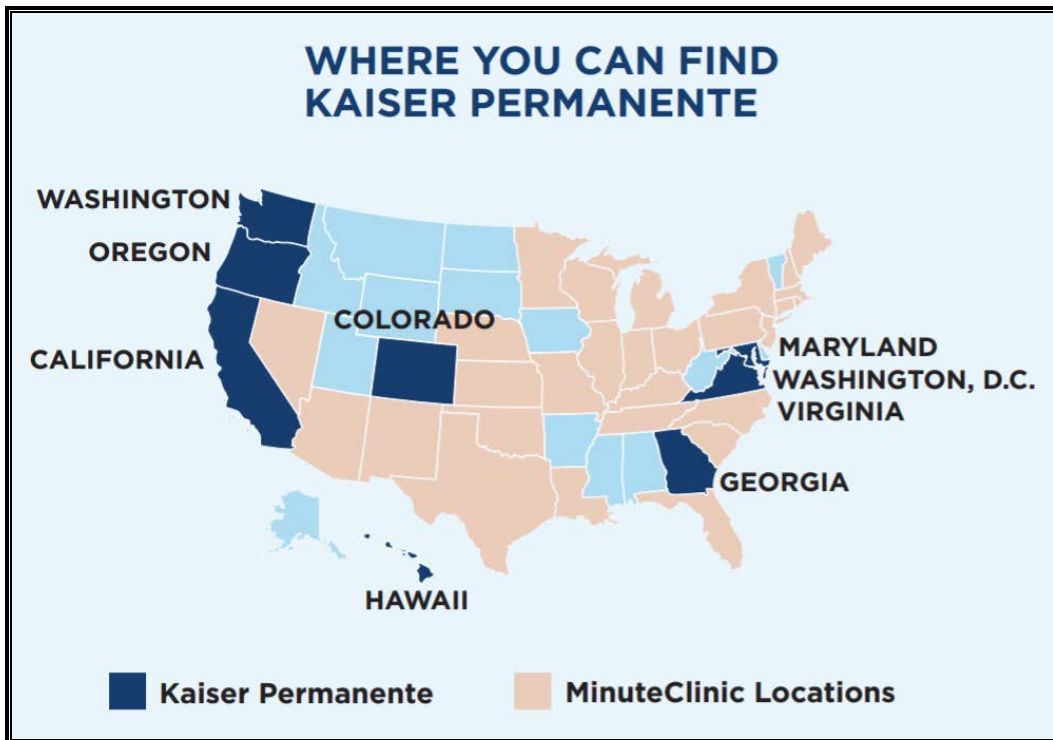 WHERE YOU CAN FIND
KAISER PERMANENTE
WASHINGTON
OREGON
COLORADO
CALIFORNIA
MARYLAND
WASHINGTON, D.C.
VIRGINIA
GEORGIA
HAWAII
Kaiser Permanente
MinuteClinic Locations